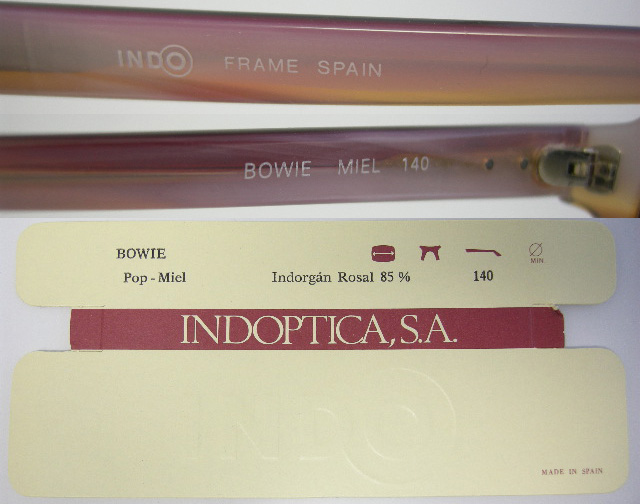 INDO FRAME SPAIN
BOWIE MIEL 140
BOWIE
MIN
Pop - Miel Indorgán Rosal 85 % 140
INDOPTICA, S.A.
INDO
MADE IN SPAIN